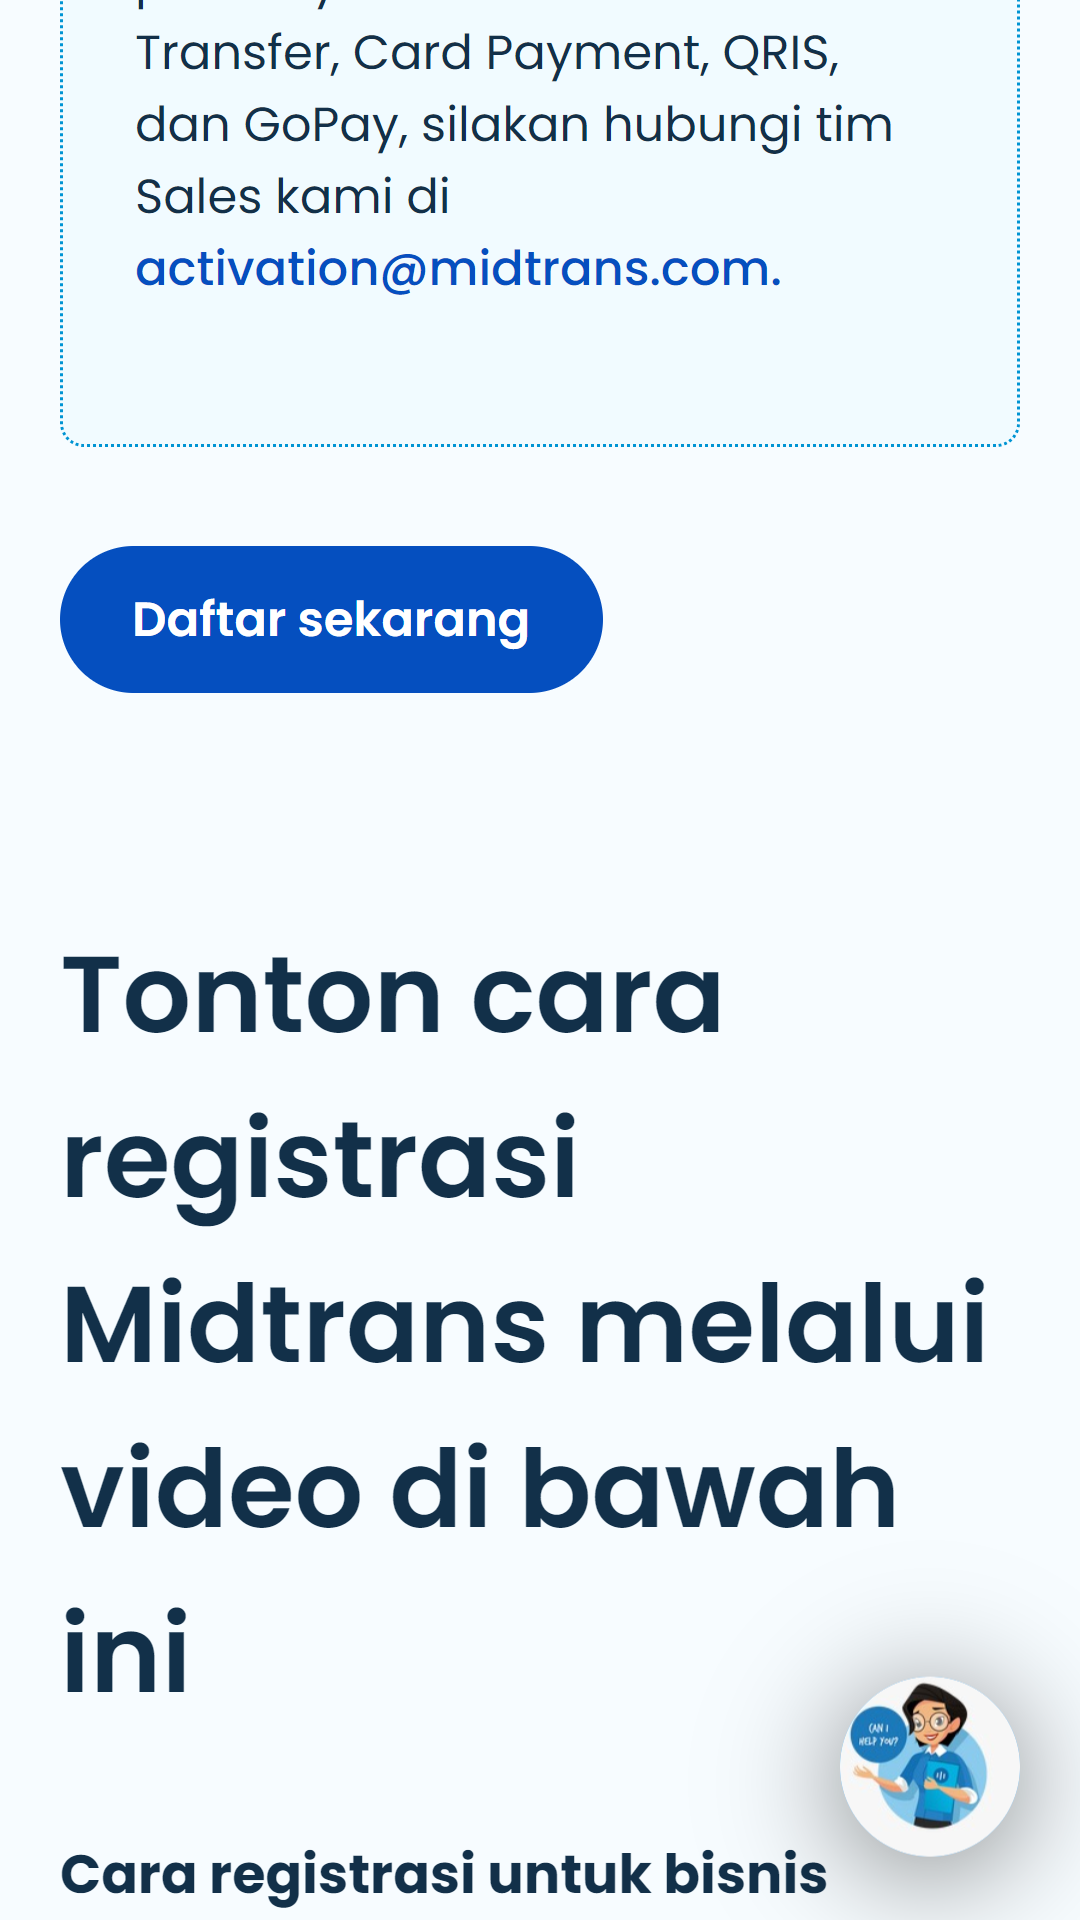 Transfer, Card Payment, QRIS,
dan GoPay, silakan hubungi tim
Sales kami di
activation@midtrans.com.
Daftar sekarang
Tonton cara
registrasi
Midtrans melalui
video di bawah
ini
CAN I
HELP YOU?
Cara registrasi untuk bisnis